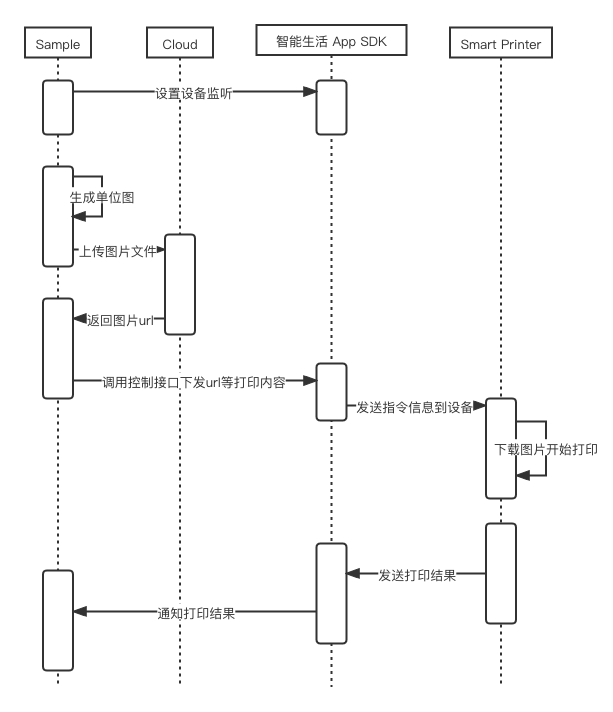 Sample
Cloud
智能生活 App SDK
Smart Printer
设置设备监听
生成单位图
上传图片文件
返回图片url
调用控制接口下发url等打印内容
发送指令信息到设备
下载图片开始打印
发送打印结果
通知打印结果